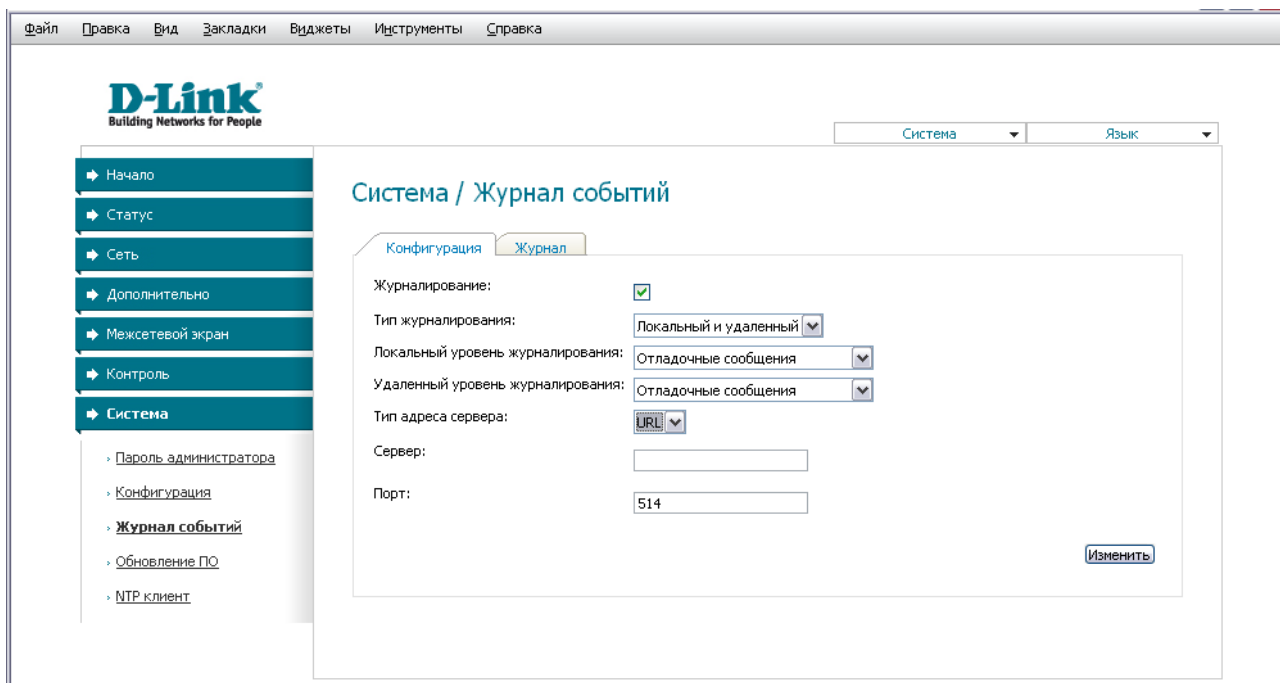 Файл Правка Вид Закладки Виджеты Инструменты Справка
D-Link
Building Networks for People
Система Язык
Начало
Статус
Сеть
Дополнительно
Межсетевой экран
Контроль
Система
Пароль администратора
Конфигурация
Журнал событий
Обновление ПО
NTP клиент
Система / Журнал событий
Конфигурация Журнал
Журналирование:
Тип журналирования: Локальный и удаленный
Локальный уровень журналирования: Отладочные сообщения
Удаленный уровень журналирования: Отладочные сообщения
Тип адреса сервера: URL
Сервер:
Порт: 514
Изменить